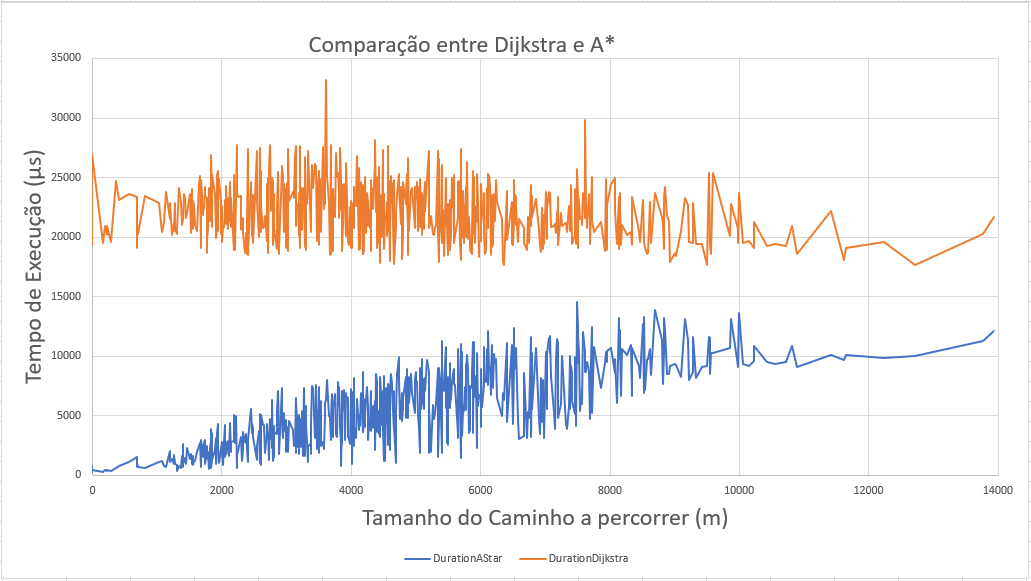 Comparação entre Dijkstra e A*
Tempo de Execução (µs)
35000
30000
25000
20000
15000
10000
5000
0
0 2000 4000 6000 8000 10000 12000 14000
Tamanho do Caminho a percorrer (m)
DurationAStar DurationDijkstra